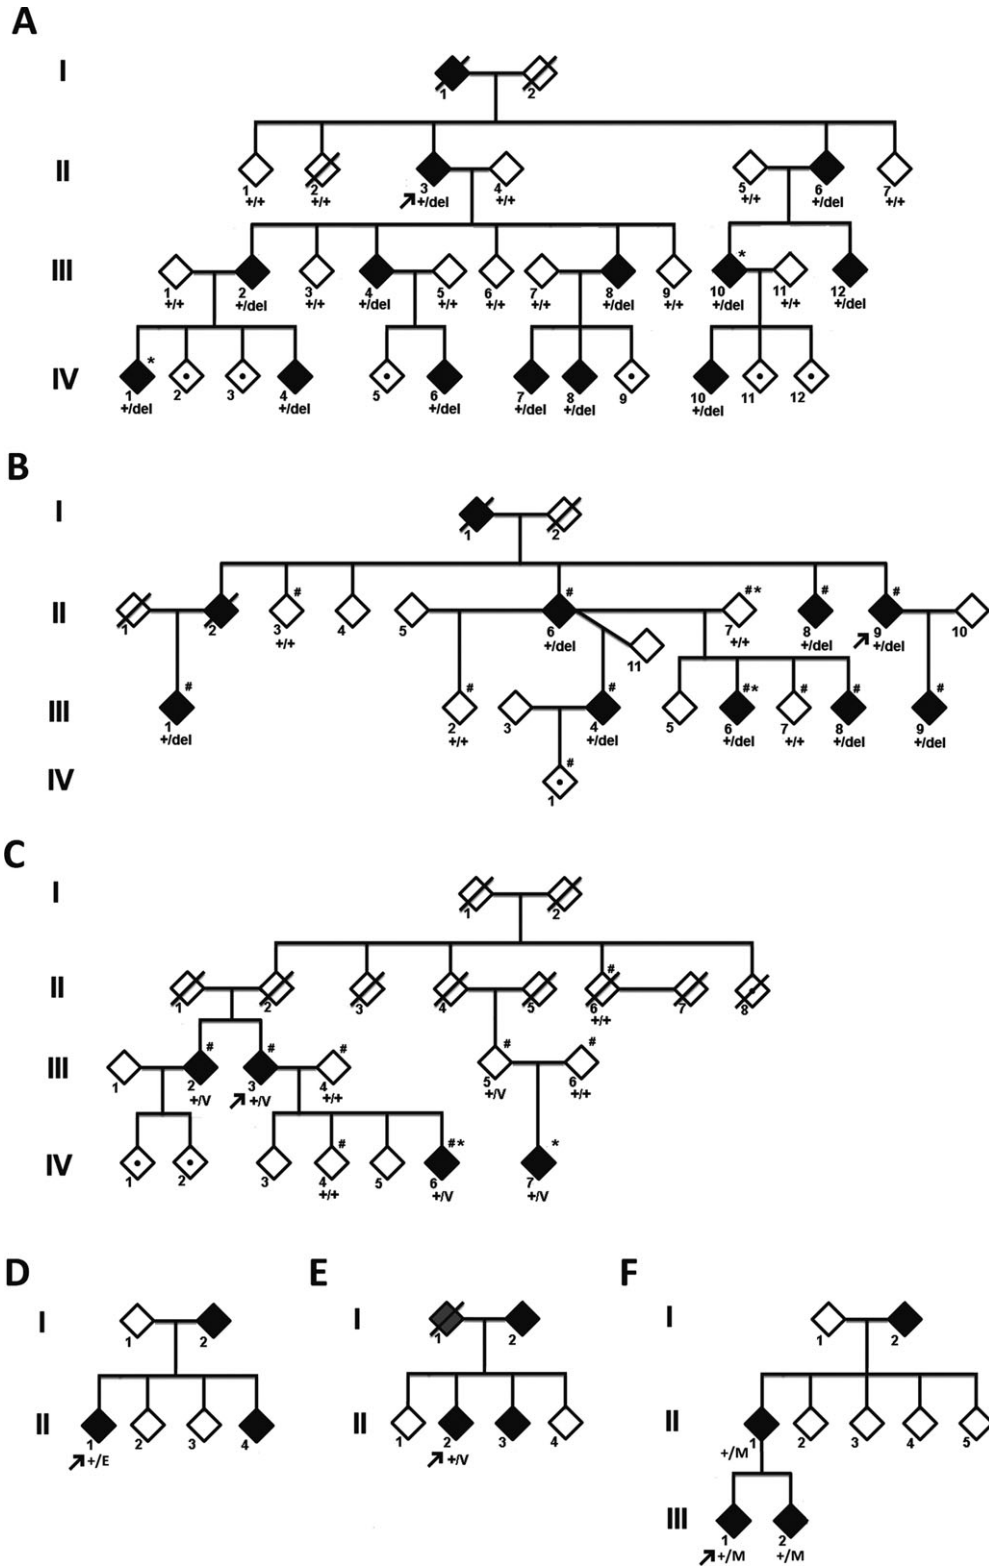 A
I
1 2
II
1 2 3 4 5 6 7
+/+ +/+ +/del +/+ +/+ +/del +/+
*
III
1 2 3 4 5 6 7 8 9 10 11 12
+/+ +/del +/+ +/del +/+ +/+ +/+ +/del +/+ +/del +/+ +/del
*
IV
1 2 3 4 5 6 7 8 9 10 11 12
+/del +/del +/del +/del +/del +/del
B
I
1 2
# # #* # #
II
1 2 3 4 5 6 7 8 9 10
+/+ +/del +/+ +/del +/del
11
# # # #* # # #
III
1 2 3 4 5 6 7 8 9
+/del +/+ +/del +/del +/+ +/del +/del
#
IV
1
C
I
1 2
#
II
1 2 3 4 5 6 7 8
+/+
# # # # #
III
1 2 3 4 5 6
+/V +/V +/+ +/V +/+
# #* *
IV
1 2 3 4 5 6 7
+/+ +/V +/V
D E F
I
1 2
I
1 2
I
1 2
II
1 2 3 4
+/E
II
1 2 3 4
+/V
II
1 2 3 4 5
+/M
III
1 2
+/M +/M